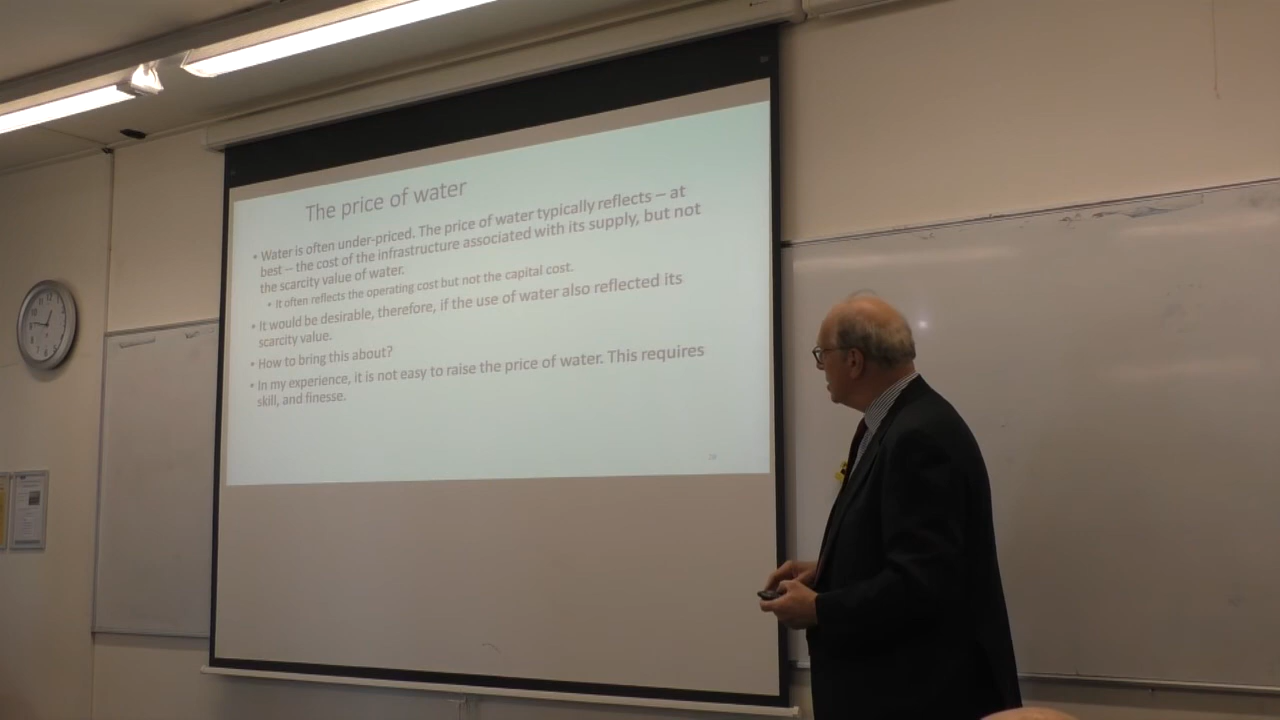 The price of water
• Water is often under-priced. The price of water typically reflects – at
best – the cost of the infrastructure associated with its supply, but not
the scarcity value of water.
• It often reflects the operating cost but not the capital cost.
• It would be desirable, therefore, if the use of water also reflected its
scarcity value.
• How to bring this about?
• In my experience, it is not easy to raise the price of water. This requires
skill, and finesse.